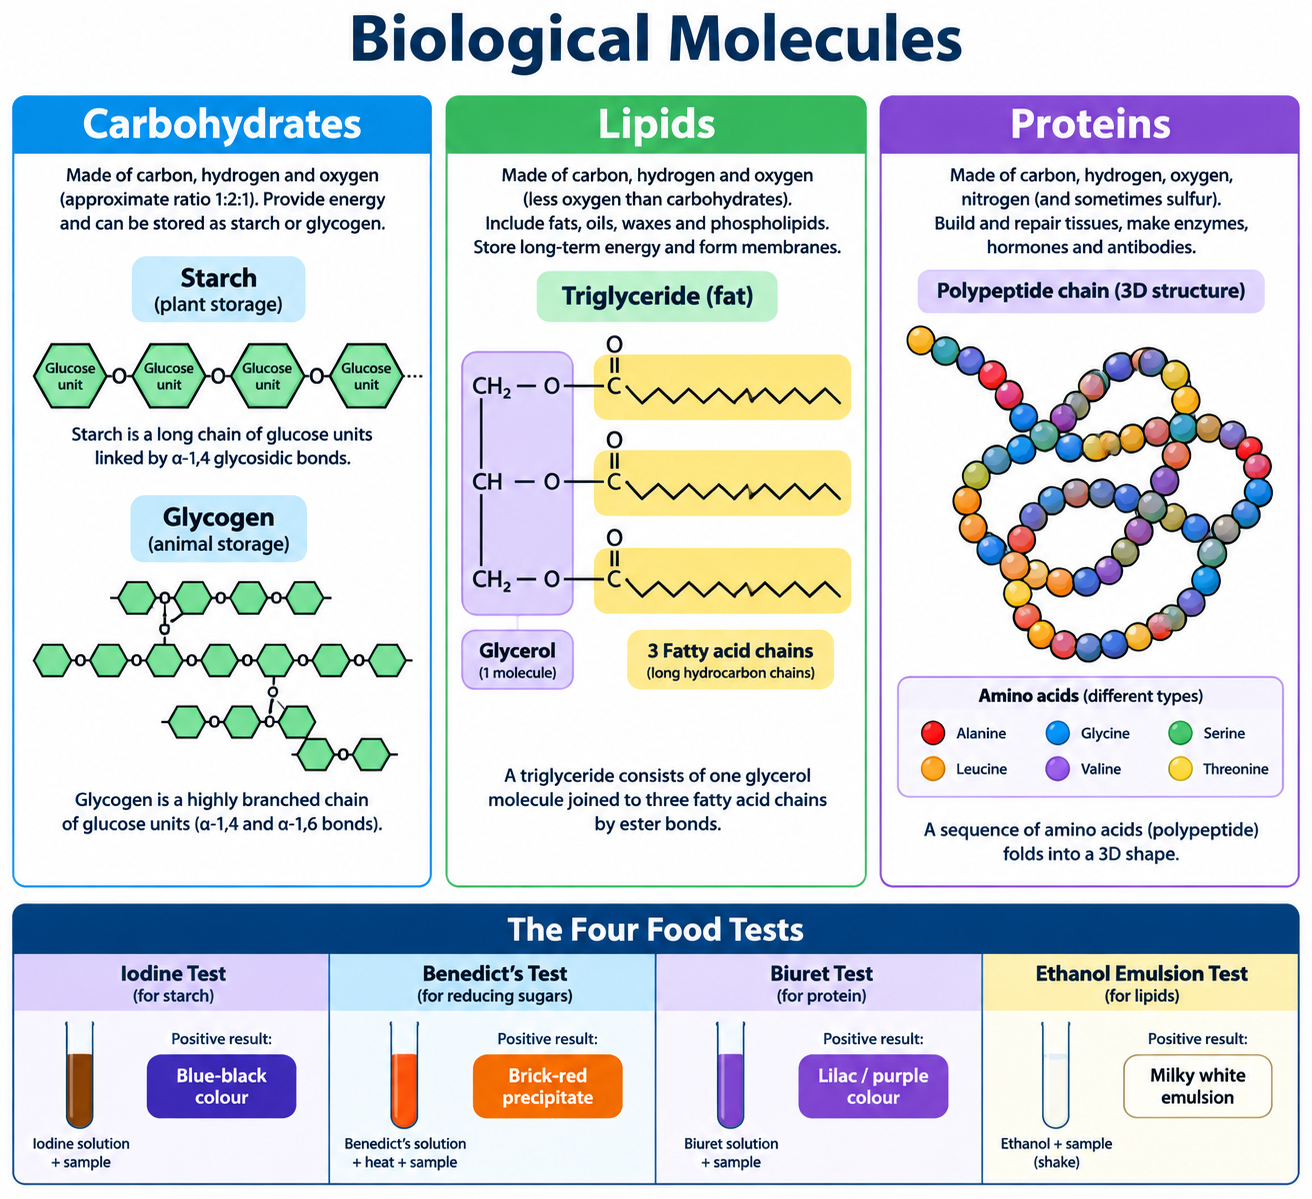 Biological Molecules
Carbohydrates
Made of carbon, hydrogen and oxygen
(approximate ratio 1:2:1). Provide energy
and can be stored as starch or glycogen.
Starch
(plant storage)
Glucose
unit
O
Glucose
unit
O
Glucose
unit
O
Glucose
unit
Starch is a long chain of glucose units
linked by α-1,4 glycosidic bonds.
Glycogen
(animal storage)
O O O
O
O O O O O O
O
O O
O
Glycogen is a highly branched chain
of glucose units (α-1,4 and α-1,6 bonds).
Lipids
Made of carbon, hydrogen and oxygen
(less oxygen than carbohydrates).
Include fats, oils, waxes and phospholipids.
Store long-term energy and form membranes.
Triglyceride (fat)
O
CH₂ — O — C
O
CH — O — C
O
CH₂ — O — C
Glycerol
(1 molecule)
3 Fatty acid chains
(long hydrocarbon chains)
A triglyceride consists of one glycerol
molecule joined to three fatty acid chains
by ester bonds.
Proteins
Made of carbon, hydrogen, oxygen,
nitrogen (and sometimes sulfur).
Build and repair tissues, make enzymes,
hormones and antibodies.
Polypeptide chain (3D structure)
Amino acids (different types)
Alanine Glycine Serine
Leucine Valine Threonine
A sequence of amino acids (polypeptide)
folds into a 3D shape.
The Four Food Tests
Iodine Test
(for starch)
Positive result:
Blue-black
colour
Iodine solution
+ sample
Benedict's Test
(for reducing sugars)
Positive result:
Brick-red
precipitate
Benedict's solution
+ heat + sample
Biuret Test
(for protein)
Positive result:
Lilac / purple
colour
Biuret solution
+ sample
Ethanol Emulsion Test
(for lipids)
Positive result:
Milky white
emulsion
Ethanol + sample
(shake)